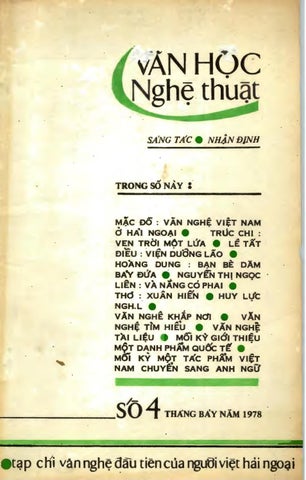 VĂN HỌC
Nghệ thuật
SÁNG TÁC ● NHẬN ĐỊNH
TRONG SỐ NÀY :
MẶC ĐỖ : VĂN NGHỆ VIỆT NAM
Ở HẢI NGOẠI ● TRÚC CHI :
VEN TRỜI MỘT LỨA ● LÊ TẤT
ĐIỀU : VIỆN DƯỠNG LÃO ●
HOÀNG DUNG : BẠN BÈ DĂM
BẢY ĐỨA ● NGUYỄN THỊ NGỌC
LIÊN : VÀ NẮNG CÓ PHAI ●
THƠ : XUÂN HIẾN ● HUY LỰC
NGH.L ●
VĂN NGHỆ KHẮP NƠI ● VĂN
NGHỆ TÌM HIỂU ● VĂN NGHỆ
TÀI LIỆU ● MỖI KỲ GIỚI THIỆU
MỘT DANH PHẨM QUỐC TẾ ●
MỖI KỲ MỘT TÁC PHẨM VIỆT
NAM CHUYỂN SANG ANH NGỮ
SỐ 4 THÁNG BẢY NĂM 1978
●tạp chí văn nghệ đầu tiên của người việt hải ngoại